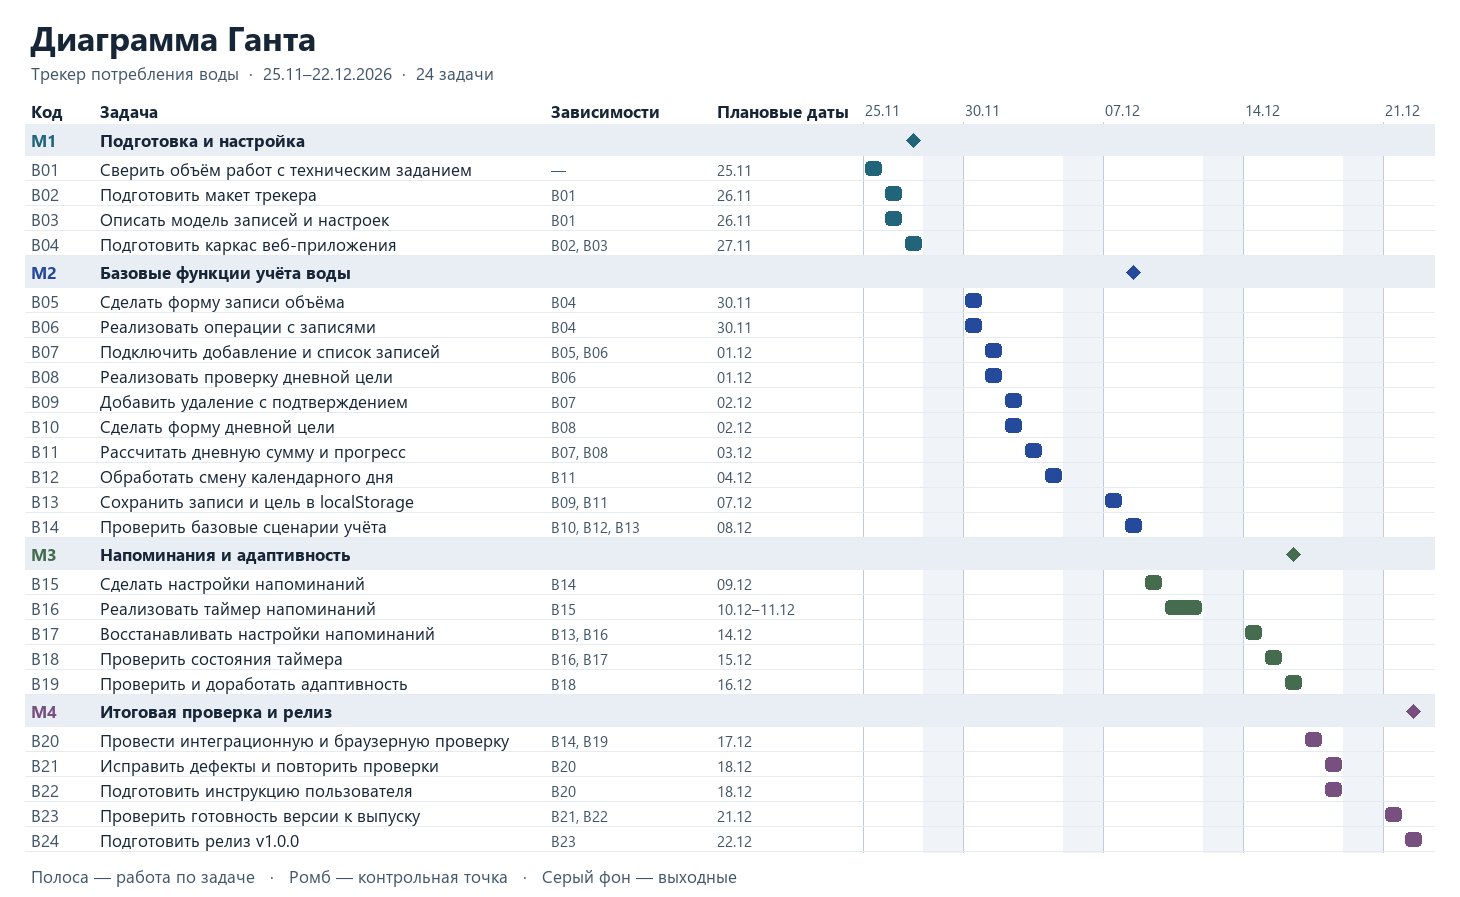 Диаграмма Ганта
Трекер потребления воды · 25.11–22.12.2026 · 24 задачи
Код Задача Зависимости Плановые даты 25.11 30.11 07.12 14.12 21.12
M1 Подготовка и настройка
B01 Сверить объём работ с техническим заданием — 25.11
B02 Подготовить макет трекера B01 26.11
B03 Описать модель записей и настроек B01 26.11
B04 Подготовить каркас веб-приложения B02, B03 27.11
M2 Базовые функции учёта воды
B05 Сделать форму записи объёма B04 30.11
B06 Реализовать операции с записями B04 30.11
B07 Подключить добавление и список записей B05, B06 01.12
B08 Реализовать проверку дневной цели B06 01.12
B09 Добавить удаление с подтверждением B07 02.12
B10 Сделать форму дневной цели B08 02.12
B11 Рассчитать дневную сумму и прогресс B07, B08 03.12
B12 Обработать смену календарного дня B11 04.12
B13 Сохранить записи и цель в localStorage B09, B11 07.12
B14 Проверить базовые сценарии учёта B10, B12, B13 08.12
M3 Напоминания и адаптивность
B15 Сделать настройки напоминаний B14 09.12
B16 Реализовать таймер напоминаний B15 10.12–11.12
B17 Восстанавливать настройки напоминаний B13, B16 14.12
B18 Проверить состояния таймера B16, B17 15.12
B19 Проверить и доработать адаптивность B18 16.12
M4 Итоговая проверка и релиз
B20 Провести интеграционную и браузерную проверку B14, B19 17.12
B21 Исправить дефекты и повторить проверки B20 18.12
B22 Подготовить инструкцию пользователя B20 18.12
B23 Проверить готовность версии к выпуску B21, B22 21.12
B24 Подготовить релиз v1.0.0 B23 22.12
Полоса — работа по задаче · Ромб — контрольная точка · Серый фон — выходные